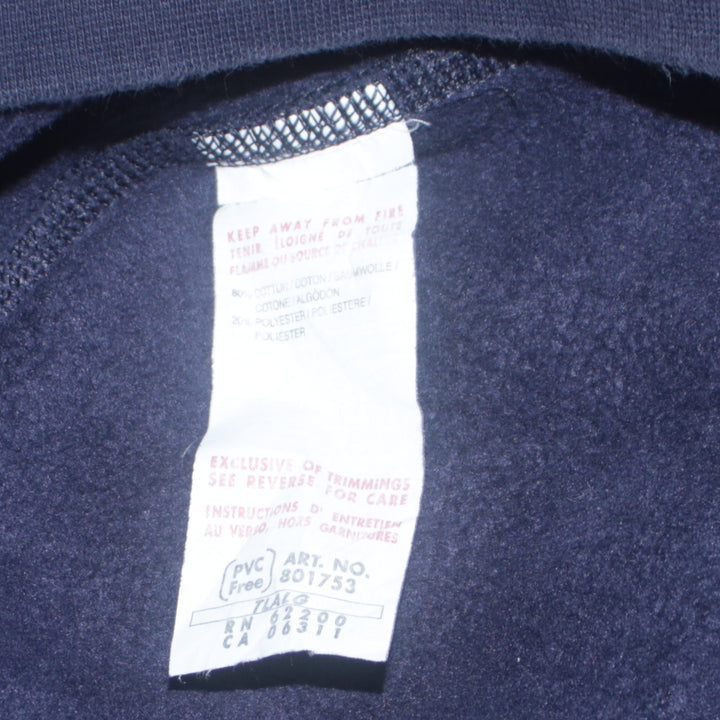 KEEP AWAY FROM FIRE
TENIR ÉLOIGNÉ DE TOUTE
FLAMME OU SOURCE DE CHALEUR
80% COTTON / COTON / BAUMWOLLE /
COTONE / ALGODON
20% POLYESTER / POLIESTERE /
POLIESTER
EXCLUSIVE OF TRIMMINGS
SEE REVERSE FOR CARE
INSTRUCTIONS D'ENTRETIEN
AU VERSO, HORS GARNITURES
PVC Free
ART. NO.
801753
RN 62200
CA 06311